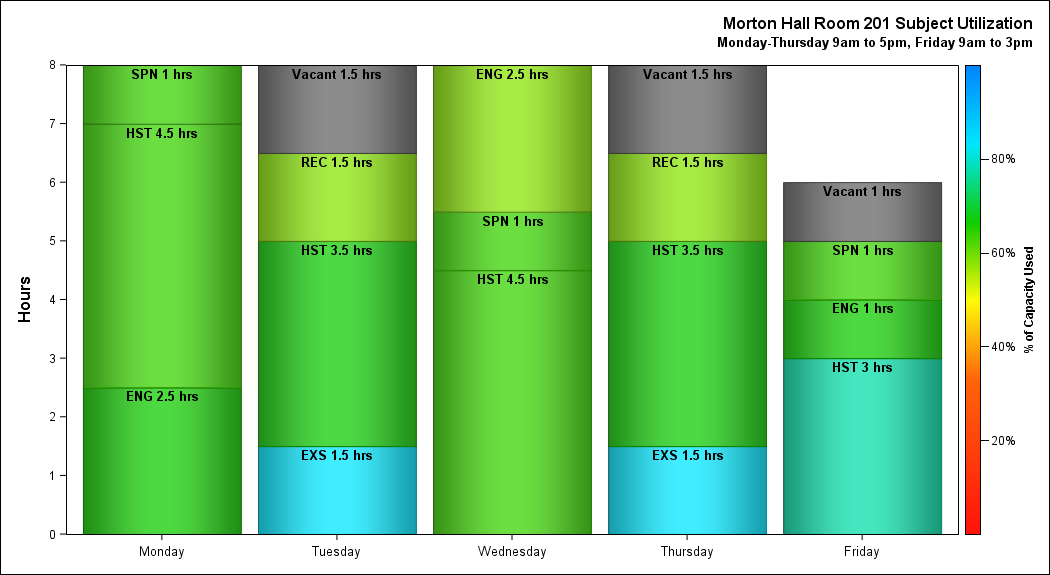 Morton Hall Room 201 Subject Utilization
Monday-Thursday 9am to 5pm, Friday 9am to 3pm
Hours
8
7
6
5
4
3
2
1
0
SPN 1 hrs
HST 4.5 hrs
ENG 2.5 hrs
Vacant 1.5 hrs
REC 1.5 hrs
HST 3.5 hrs
EXS 1.5 hrs
ENG 2.5 hrs
SPN 1 hrs
HST 4.5 hrs
Vacant 1.5 hrs
REC 1.5 hrs
HST 3.5 hrs
EXS 1.5 hrs
Vacant 1 hrs
SPN 1 hrs
ENG 1 hrs
HST 3 hrs
Monday
Tuesday
Wednesday
Thursday
Friday
80%
60%
40%
20%
% of Capacity Used